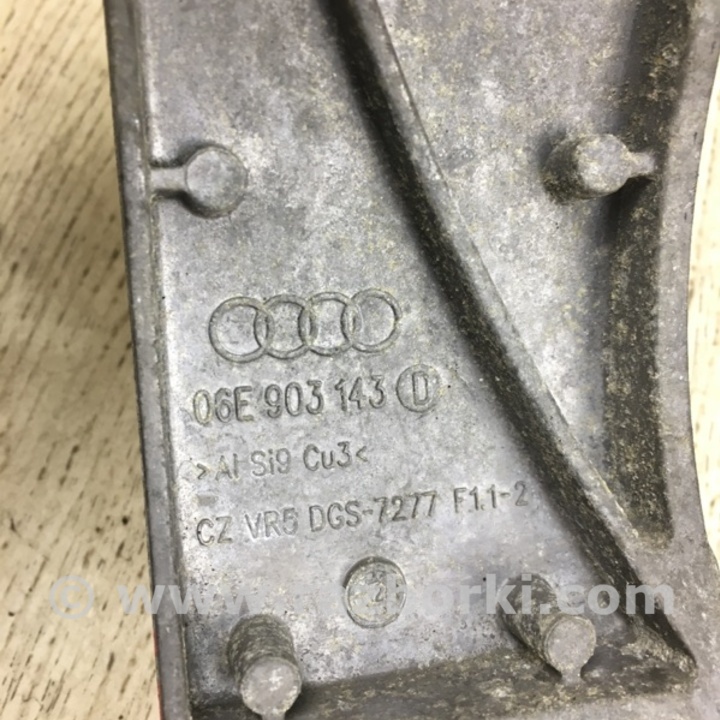 06E 903 143 D
>Al Si9 Cu3<
CZ VR5 DGS-7277 F1.1-2